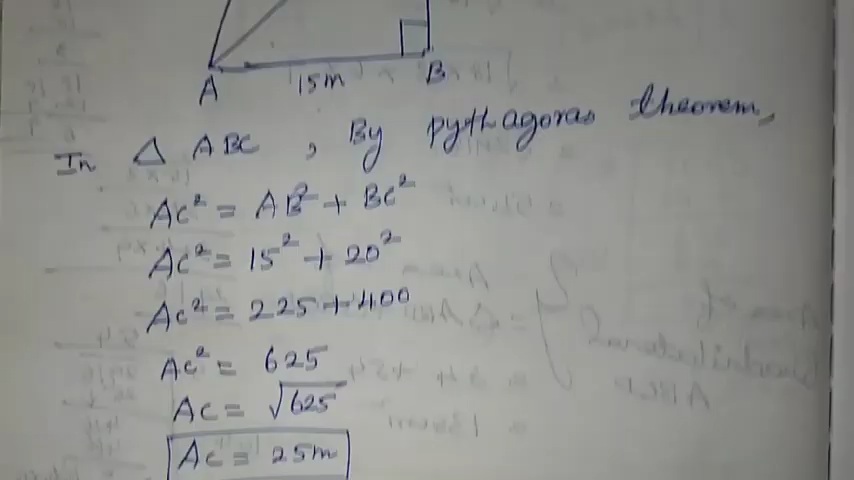 A 15m B
In △ ABC, By pythagoras theorem,
AC² = AB² + BC²
AC² = 15² + 20²
AC² = 225 + 400
AC² = 625
AC = √625
AC = 25m